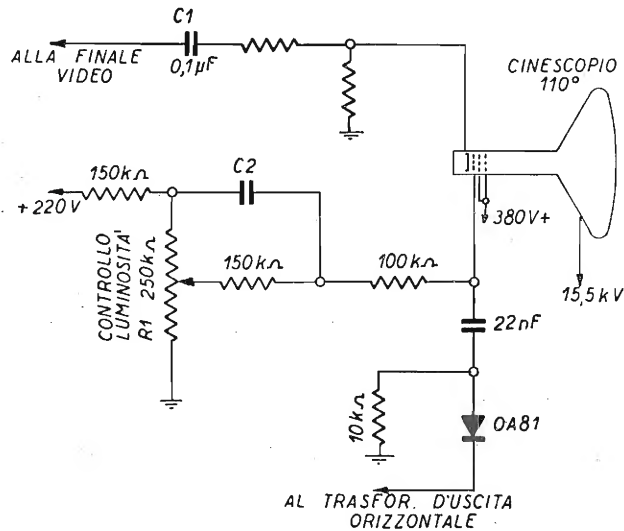 C1
ALLA FINALE
VIDEO
0,1µF
CINESCOPIO
110°
150kΩ
C2
+220V
380V+
CONTROLLO
LUMINOSITA'
R1 250kΩ
150kΩ
100kΩ
15,5kV
22nF
10kΩ
OA81
AL TRASFOR. D'USCITA
ORIZZONTALE